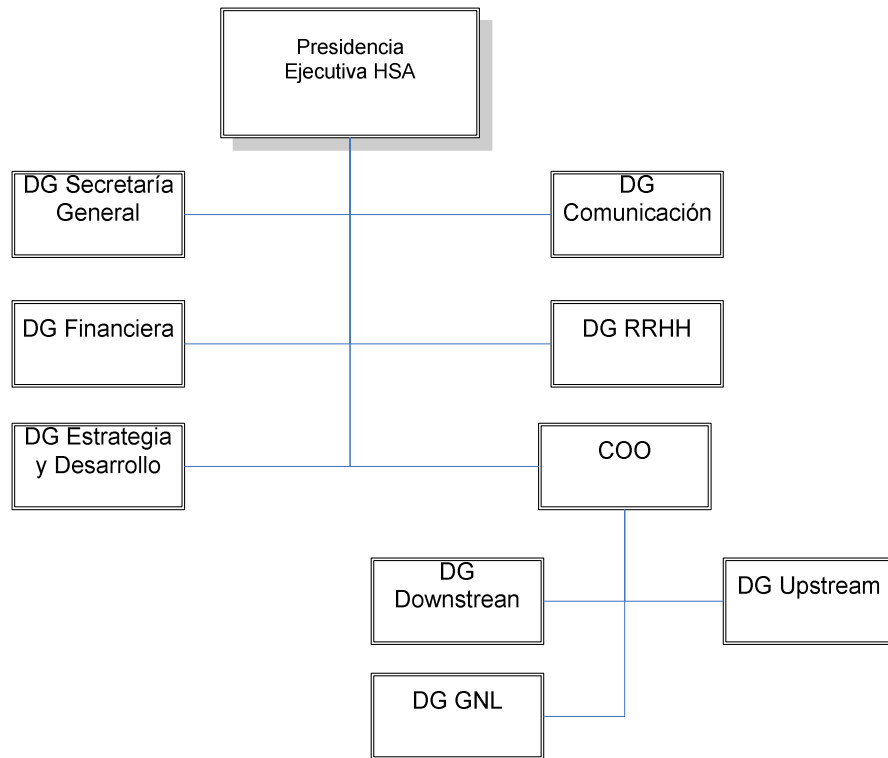 Presidencia
Ejecutiva HSA
DG Secretaría
General
DG
Comunicación
DG Financiera
DG RRHH
DG Estrategia
y Desarrollo
COO
DG
Downstrean
DG Upstream
DG GNL